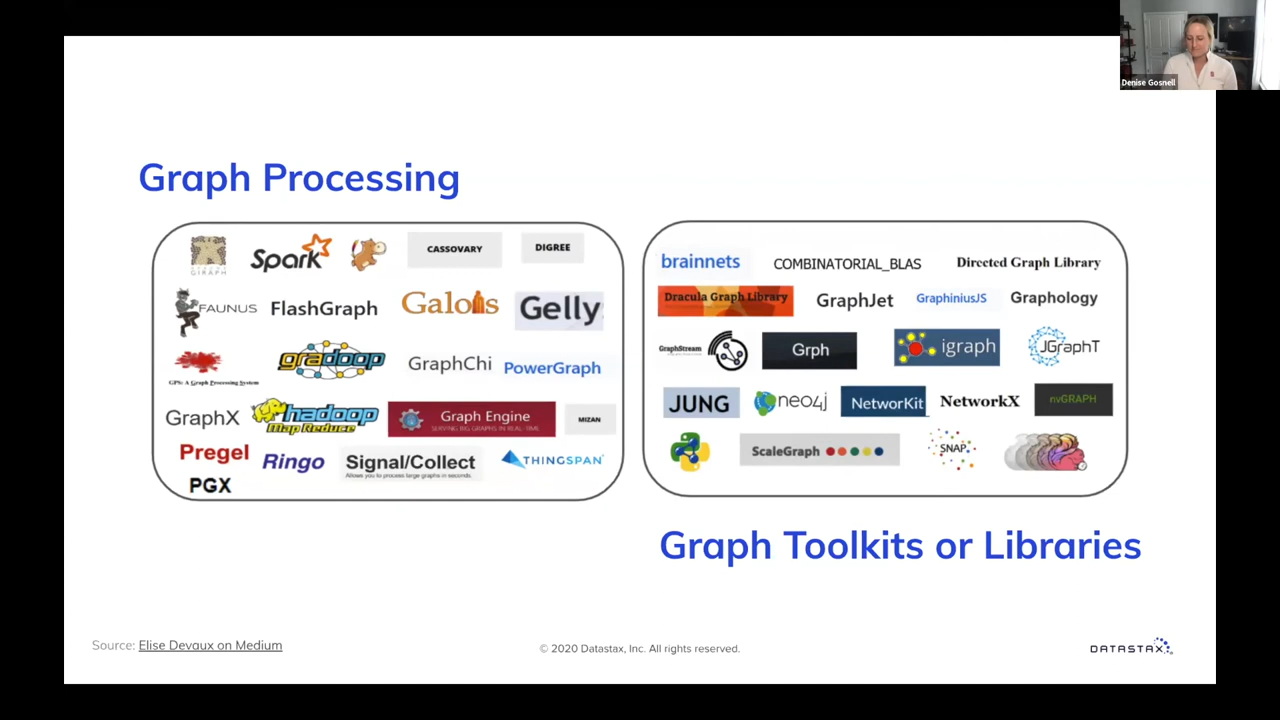 Denise Gosnell
Graph Processing
GIRAPH
Spark
CASSOVARY
DIGREE
FAUNUS
FlashGraph
Galois
Gelly
GPS: A Graph Processing System
gradoop
GraphChi
PowerGraph
GraphX
hadoop
Map Reduce
Graph Engine
SERVING BIG GRAPHS IN REAL-TIME
MIZAN
Pregel
Ringo
Signal/Collect
Allows you to process large graphs in seconds.
THINGSPAN
PGX
brainnets
COMBINATORIAL_BLAS
Directed Graph Library
Dracula Graph Library
GraphJet
GraphiniusJS
Graphology
GraphStream
Grph
igraph
JGraphT
JUNG
neo4j
NetworKit
NetworkX
nvGRAPH
ScaleGraph
SNAP
Graph Toolkits or Libraries
Source: Elise Devaux on Medium
© 2020 Datastax, Inc. All rights reserved.
DATASTAX